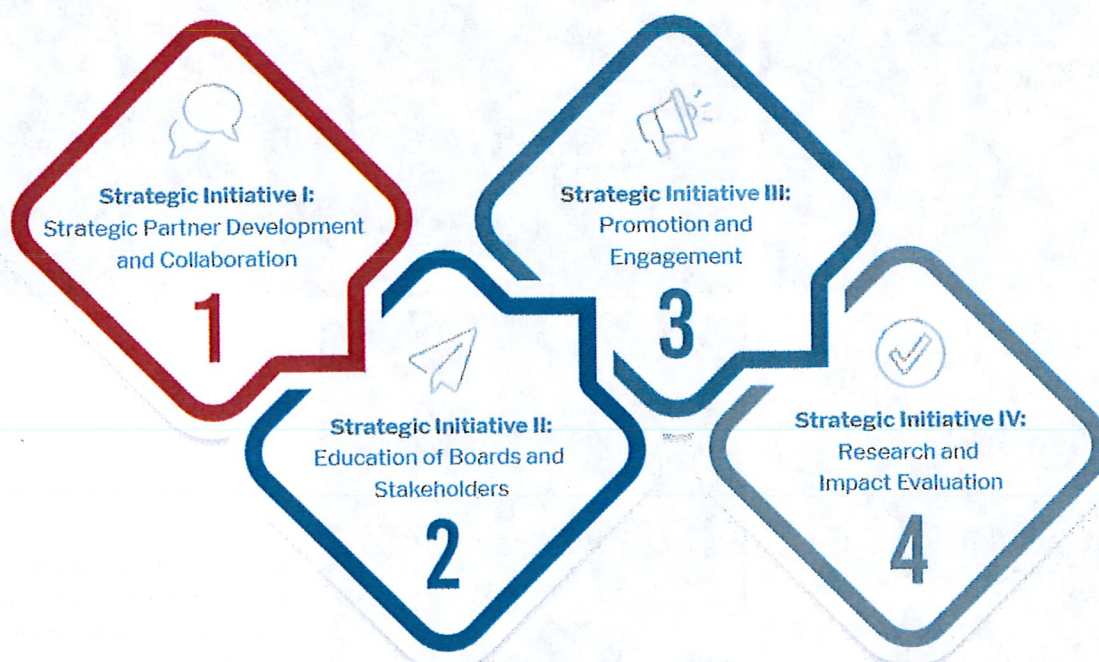 Strategic Initiative I:
Strategic Partner Development
and Collaboration
1
Strategic Initiative II:
Education of Boards and
Stakeholders
2
Strategic Initiative III:
Promotion and
Engagement
3
Strategic Initiative IV:
Research and
Impact Evaluation
4